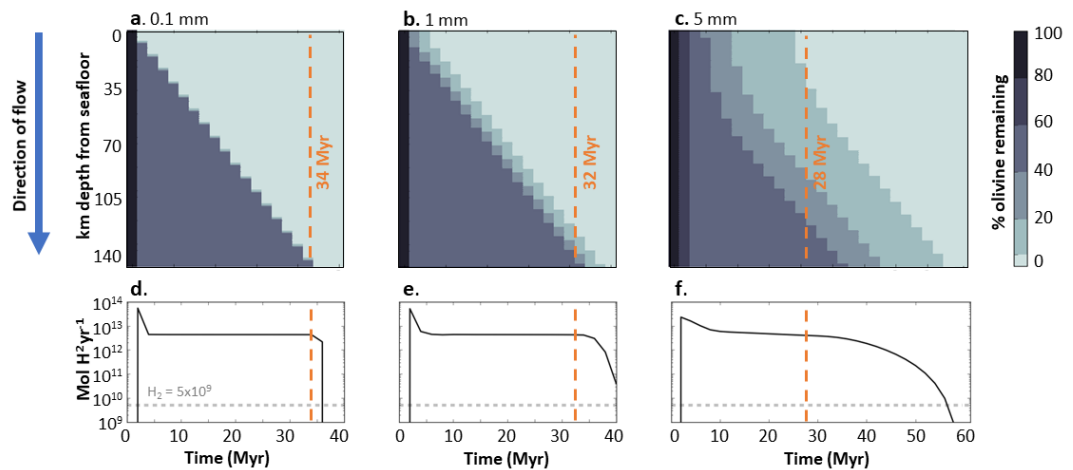 a. 0.1 mm
b. 1 mm
c. 5 mm
Direction of flow
km depth from seafloor
0
35
70
105
140
34 Myr
32 Myr
28 Myr
100
80
60
40
20
0
% olivine remaining
d.
e.
f.
Mol H²yr⁻¹
10¹⁴
10¹³
10¹²
10¹¹
10¹⁰
10⁹
H₂ = 5x10⁹
0 10 20 30 40
0 10 20 30 40
0 10 20 30 40 50 60
Time (Myr)
Time (Myr)
Time (Myr)